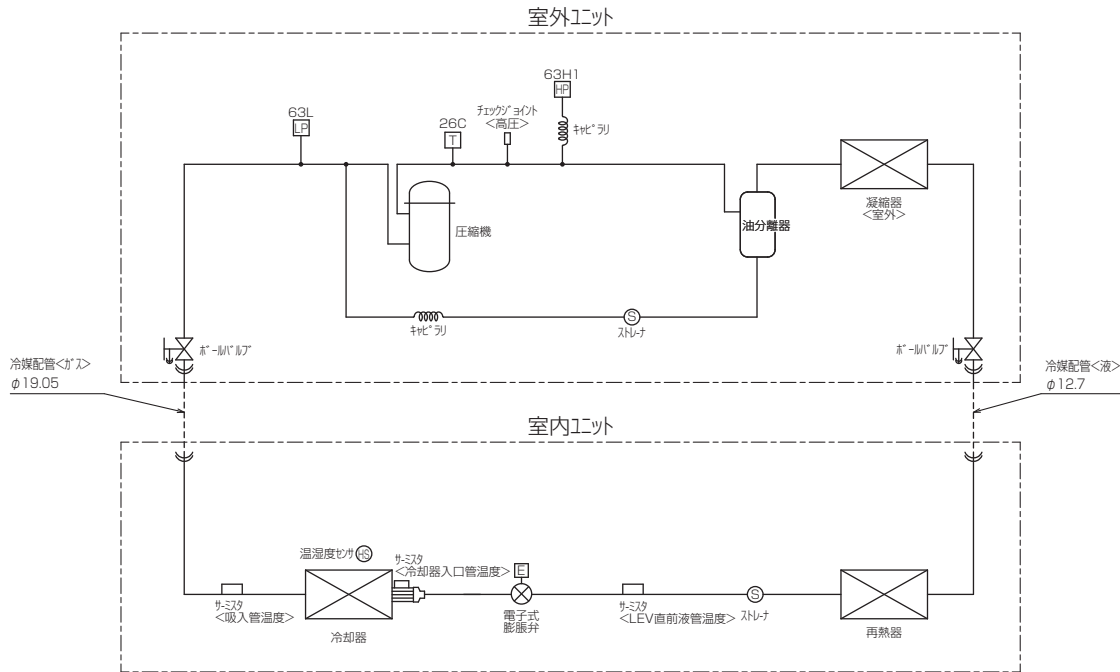 室外ユニット
63H1
HP
63L
LP
26C
T
チェックジョイント
<高圧>
キャピラリ
圧縮機
油分離器
凝縮器
<室外>
キャピラリ
S
ストレーナ
ボールバルブ
ボールバルブ
冷媒配管<ガス>
φ19.05
冷媒配管<液>
φ12.7
室内ユニット
温湿度センサ
HS
サーミスタ
<冷却器入口管温度>
E
サーミスタ
<吸入管温度>
冷却器
電子式
膨脹弁
サーミスタ
<LEV直前液管温度>
S
ストレーナ
再熱器